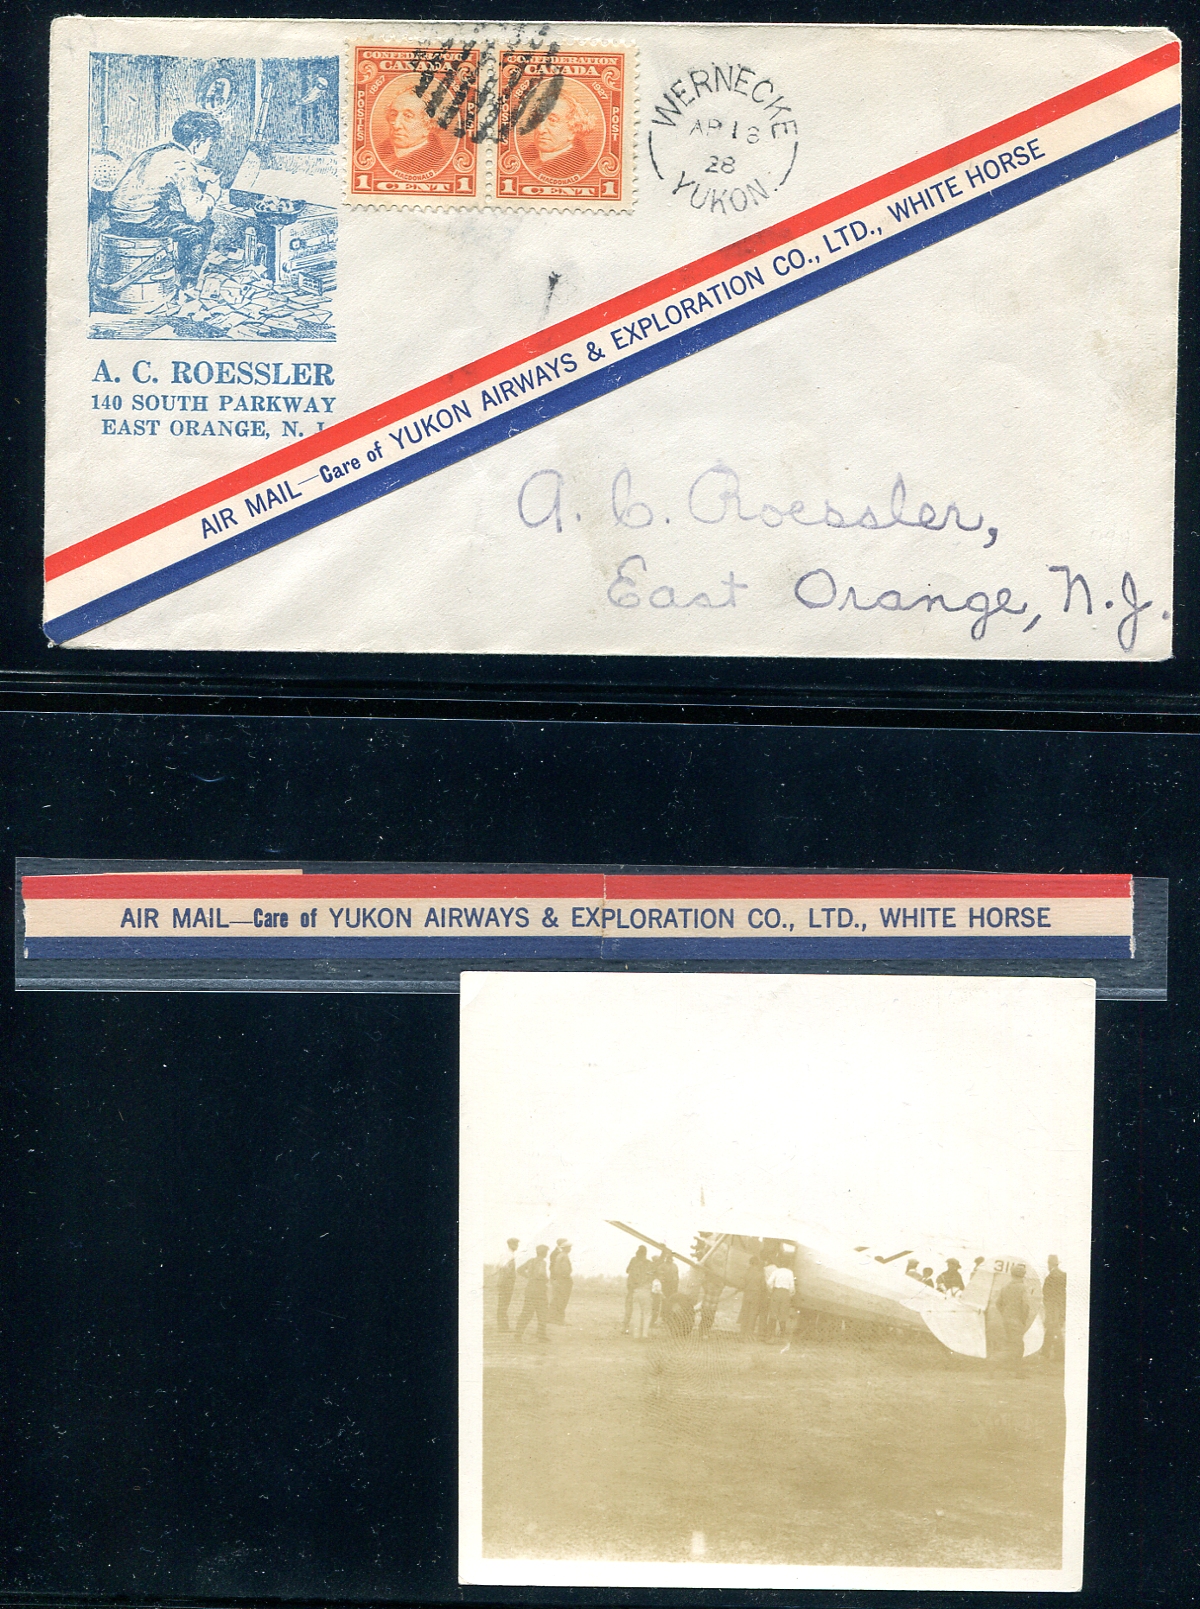 CONFEDERATION CANADA
1867 1927
POSTES POSTES
MACDONALD
1 CENT 1
CONFEDERATION CANADA
1867 1927
POSTES POSTES
MACDONALD
1 CENT 1
WERNECKE
AP 13
28
YUKON.
A. C. ROESSLER
140 SOUTH PARKWAY
EAST ORANGE, N. J.
AIR MAIL—Care of YUKON AIRWAYS & EXPLORATION CO., LTD., WHITE HORSE
A. C. Roessler,
East Orange, N.J.
AIR MAIL—Care of YUKON AIRWAYS & EXPLORATION CO., LTD., WHITE HORSE